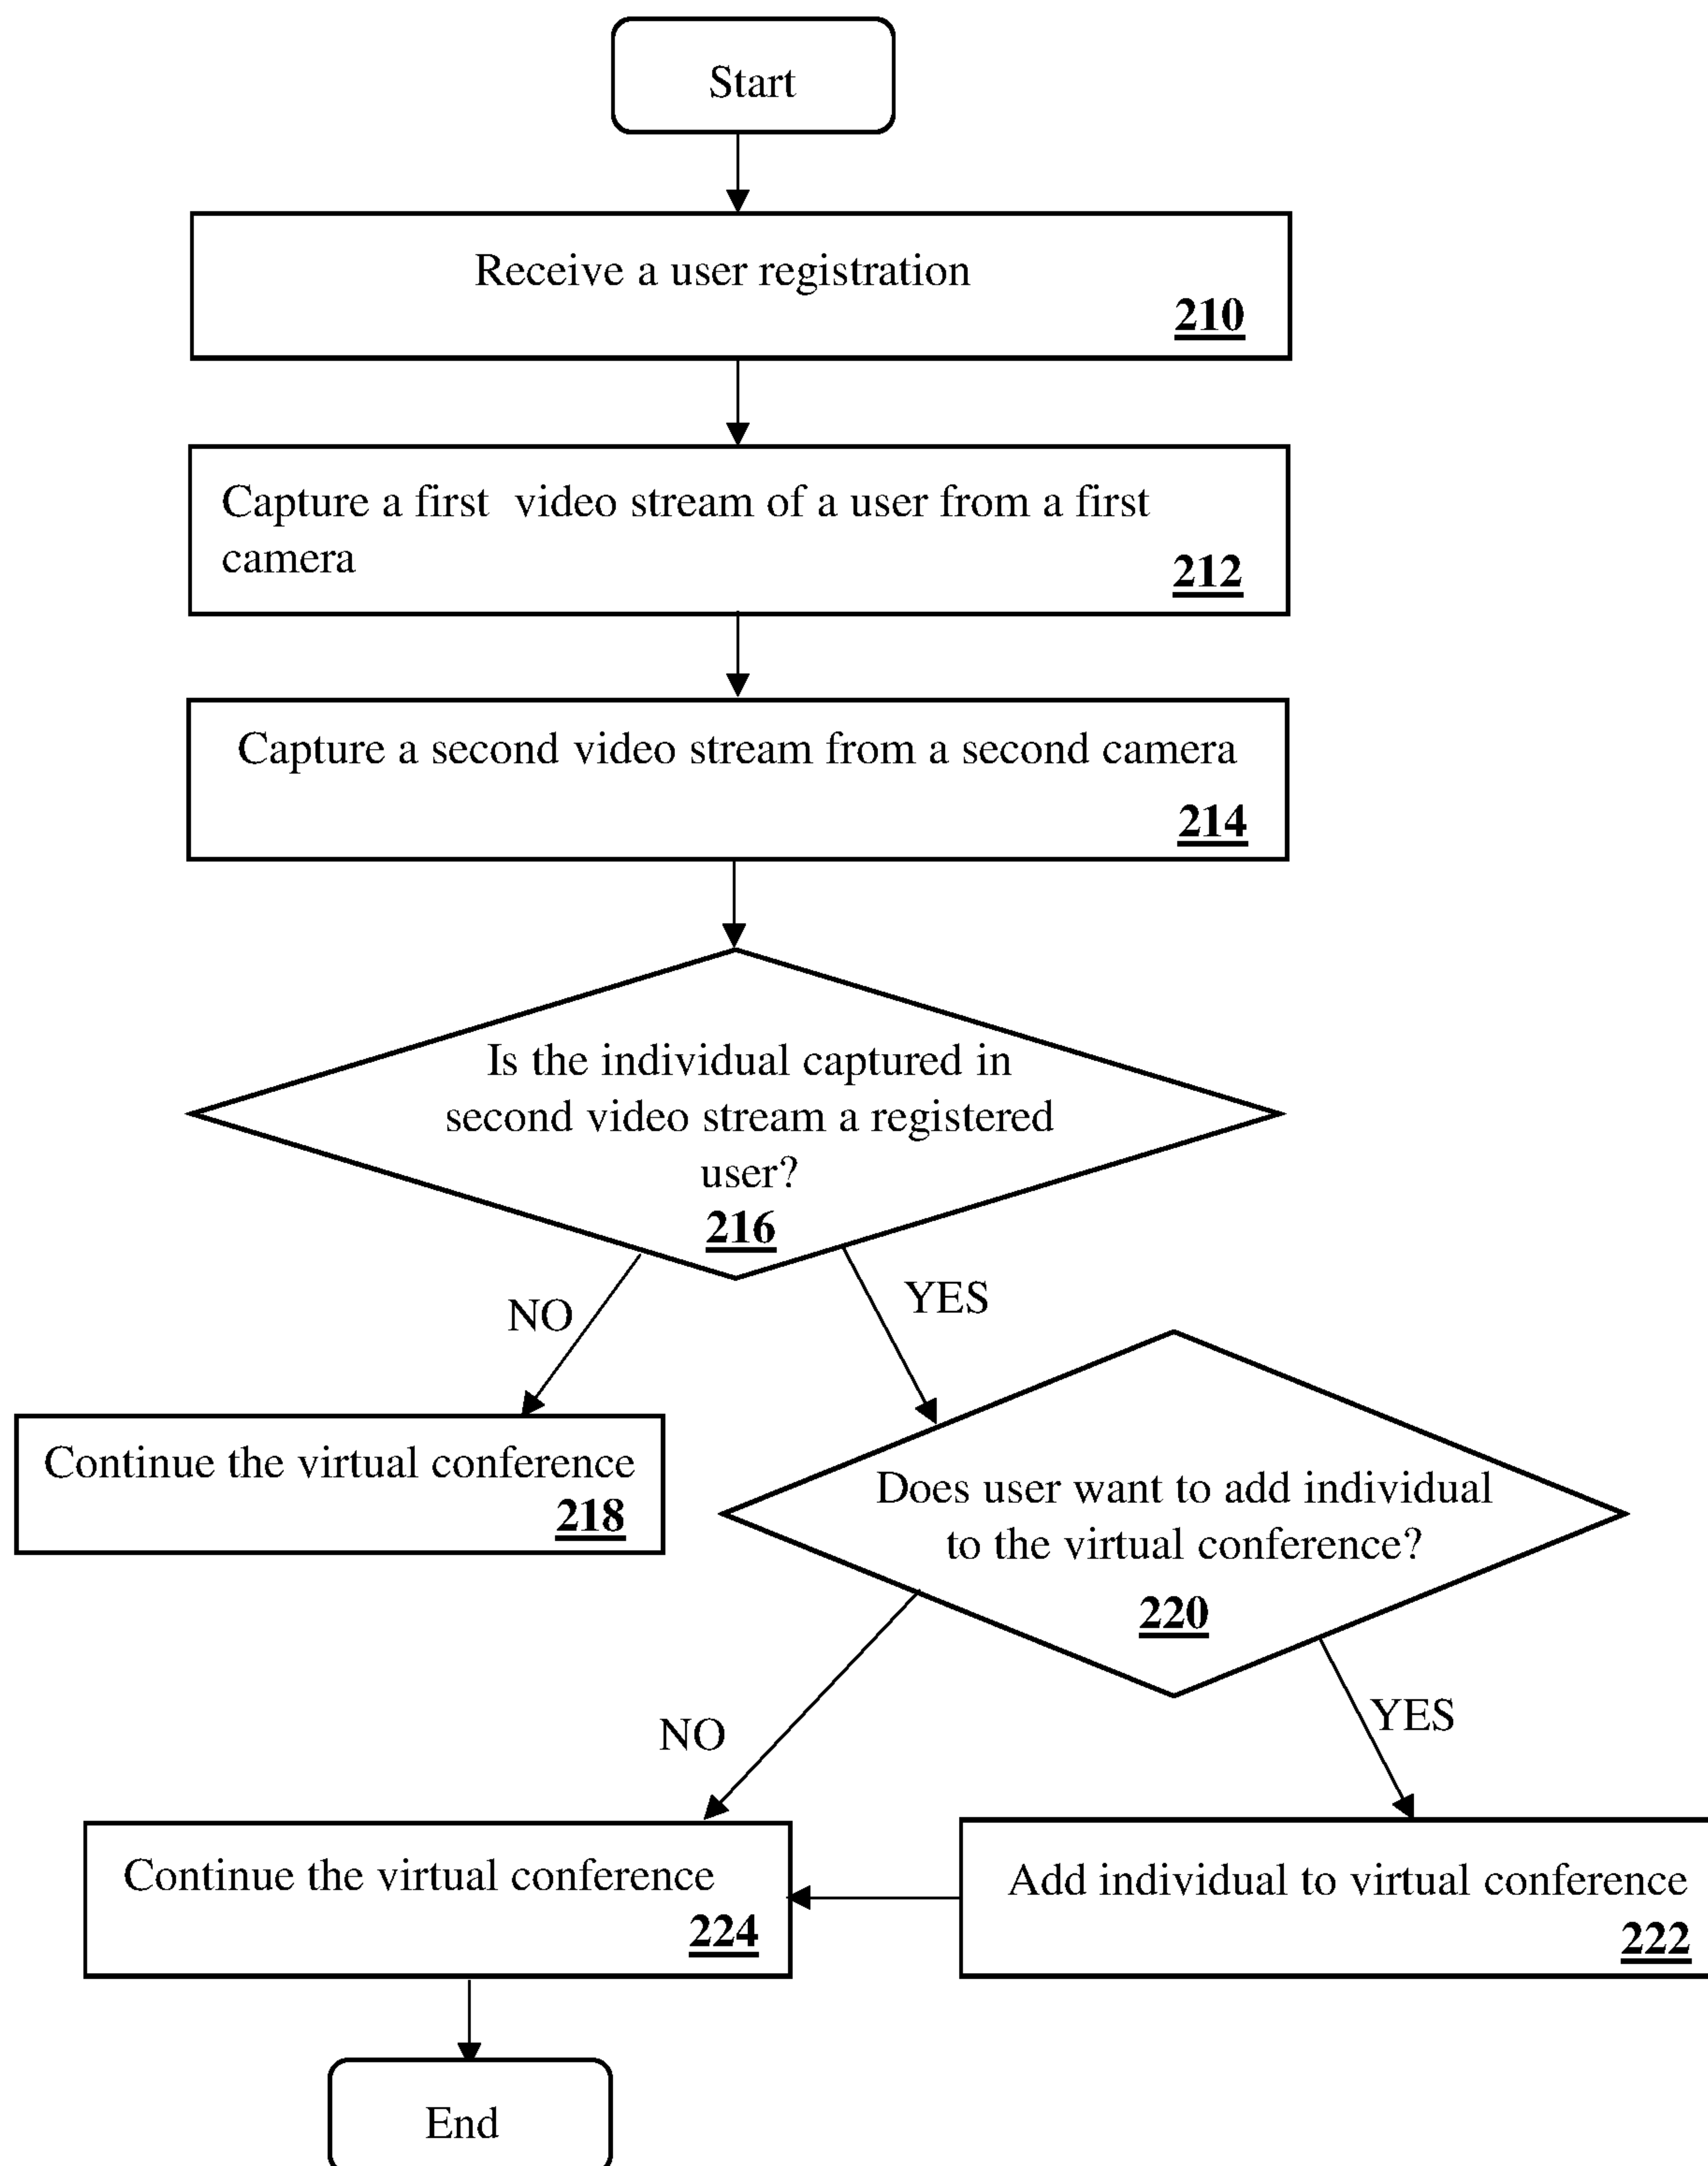 Start
Receive a user registration
210
Capture a first video stream of a user from a first
camera
212
Capture a second video stream from a second camera
214
Is the individual captured in
second video stream a registered
user?
216
NO
YES
Continue the virtual conference
218
Does user want to add individual
to the virtual conference?
220
NO
YES
Continue the virtual conference
224
Add individual to virtual conference
222
End